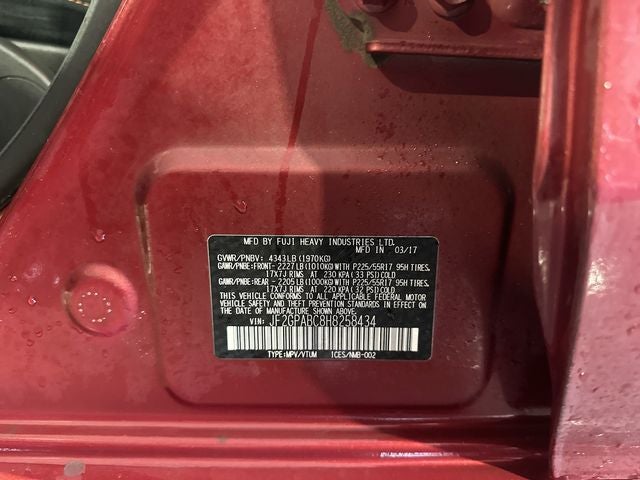 MFD BY FUJI HEAVY INDUSTRIES LTD.
MFD IN 03/17
GVWR/PNBV: 4343LB(1970KG)
GAWR/PNBE:FRONT- 2227LB(1010KG)WITH P225/55R17 95H TIRES,
17X7J RIMS AT 230 KPA(33 PSI)COLD
GAWR/PNBE:REAR - 2205LB(1000KG)WITH P225/55R17 95H TIRES,
17X7J RIMS AT 220 KPA(32 PSI)COLD
THIS VEHICLE CONFORMS TO ALL APPLICABLE FEDERAL MOTOR
VEHICLE SAFETY AND BUMPER STANDARDS IN EFFECT ON THE
DATE OF MANUFACTURE SHOWN ABOVE.
JF2GPABC8H8258434
TYPE:MPV/VTUM ICES/NMB-002